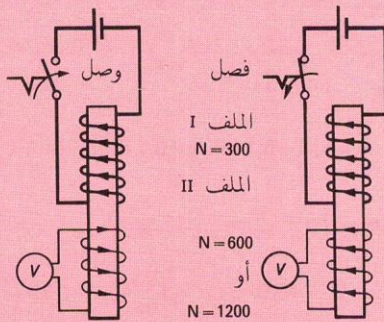 وصل
فصل
الملف I
N = 300
الملف II
N = 600
أو
N = 1200
V
V